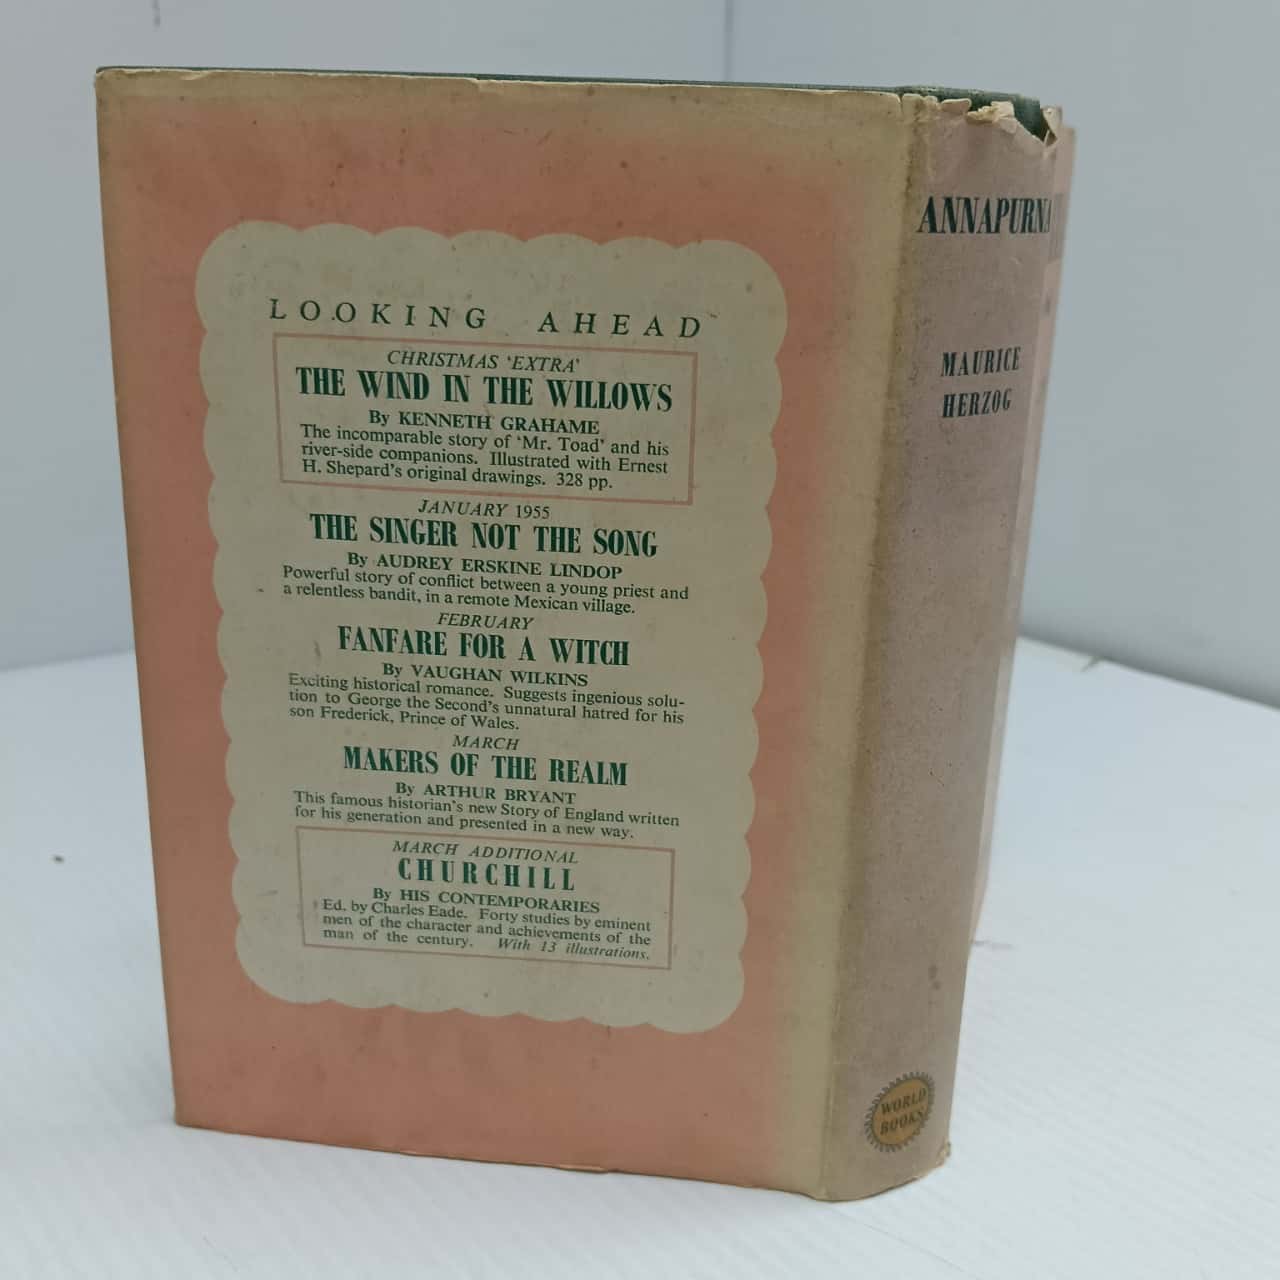 LOOKING AHEAD
CHRISTMAS ‘EXTRA’
THE WIND IN THE WILLOWS
By KENNETH GRAHAME
The incomparable story of ‘Mr. Toad’ and his
river-side companions. Illustrated with Ernest
H. Shepard's original drawings. 328 pp.
JANUARY 1955
THE SINGER NOT THE SONG
By AUDREY ERSKINE LINDOP
Powerful story of conflict between a young priest and
a relentless bandit, in a remote Mexican village.
FEBRUARY
FANFARE FOR A WITCH
By VAUGHAN WILKINS
Exciting historical romance. Suggests ingenious solu-
tion to George the Second's unnatural hatred for his
son Frederick, Prince of Wales.
MARCH
MAKERS OF THE REALM
By ARTHUR BRYANT
This famous historian's new Story of England written
for his generation and presented in a new way.
MARCH ADDITIONAL
CHURCHILL
By HIS CONTEMPORARIES
Ed. by Charles Eade. Forty studies by eminent
men of the character and achievements of the
man of the century. With 13 illustrations.
ANNAPURNA
MAURICE
HERZOG
WORLD
BOOKS